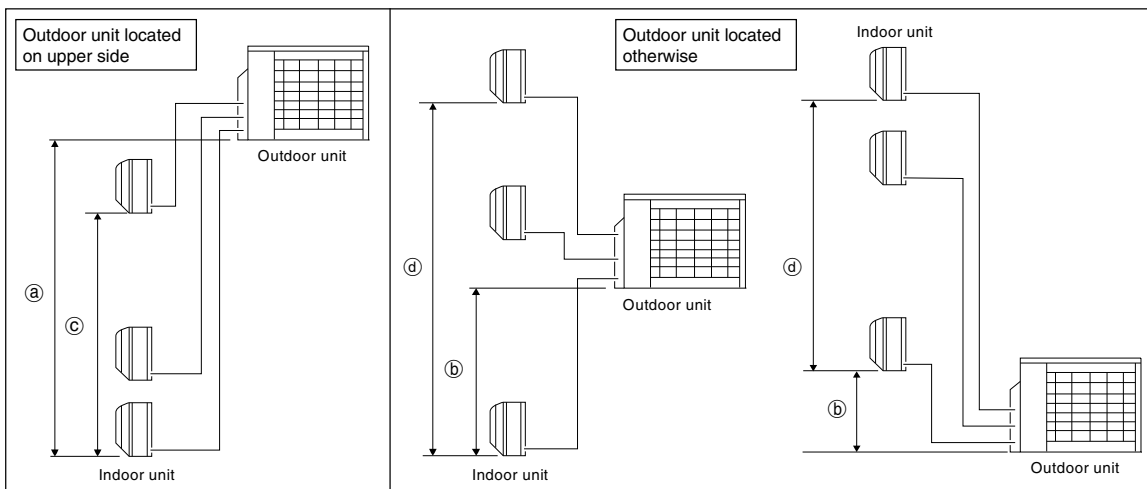 Outdoor unit located
on upper side
Outdoor unit
ⓐ
ⓒ
Indoor unit
Outdoor unit located
otherwise
ⓓ
ⓑ
Outdoor unit
Indoor unit
Indoor unit
ⓓ
ⓑ
Outdoor unit